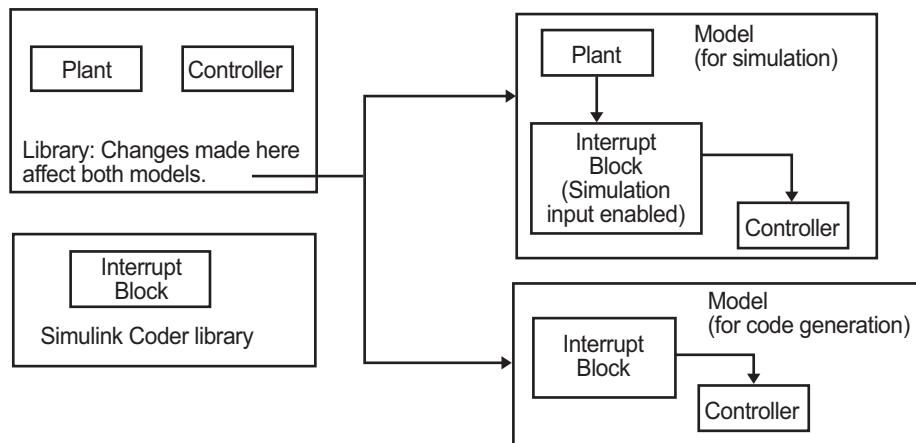 Plant
Controller
Library: Changes made here
affect both models.
Interrupt
Block
Simulink Coder library
Model
(for simulation)
Plant
Interrupt
Block
(Simulation
input enabled)
Controller
Model
(for code generation)
Interrupt
Block
Controller